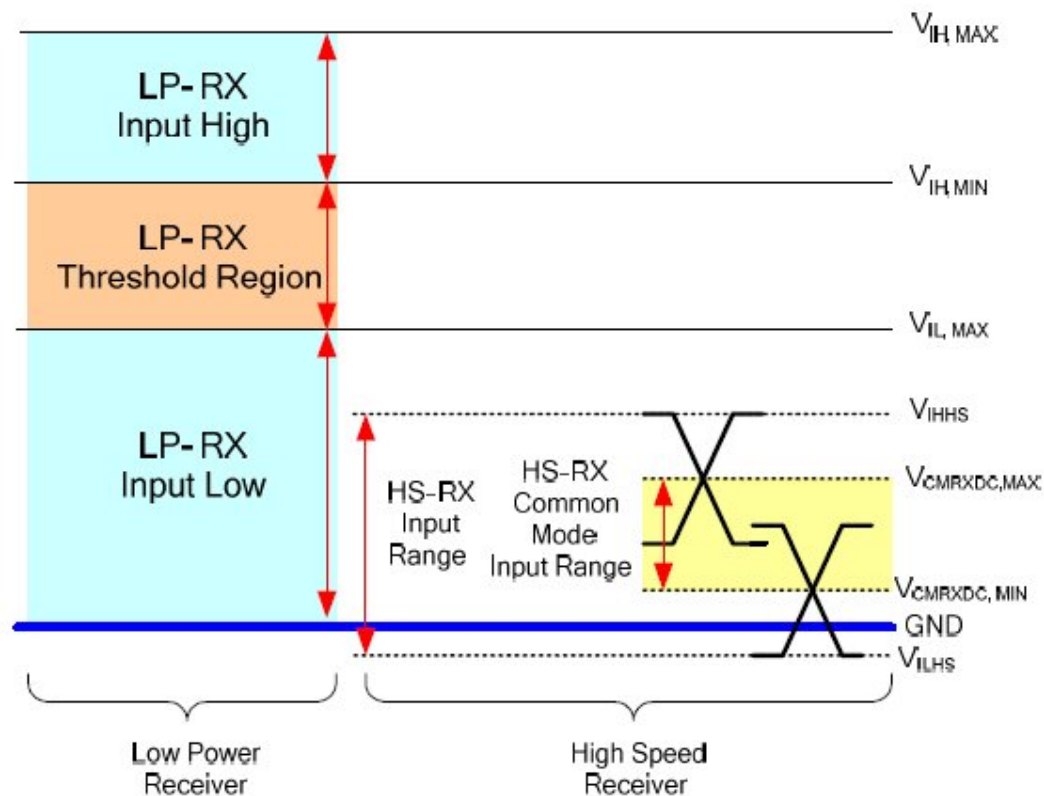 V_IH, MAX
LP-RX
Input High
V_IH, MIN
LP-RX
Threshold Region
V_IL, MAX
LP-RX
Input Low
V_IHHS
HS-RX
Input
Range
HS-RX
Common
Mode
Input Range
V_CMRXDC, MAX
V_CMRXDC, MIN
GND
V_ILHS
Low Power
Receiver
High Speed
Receiver